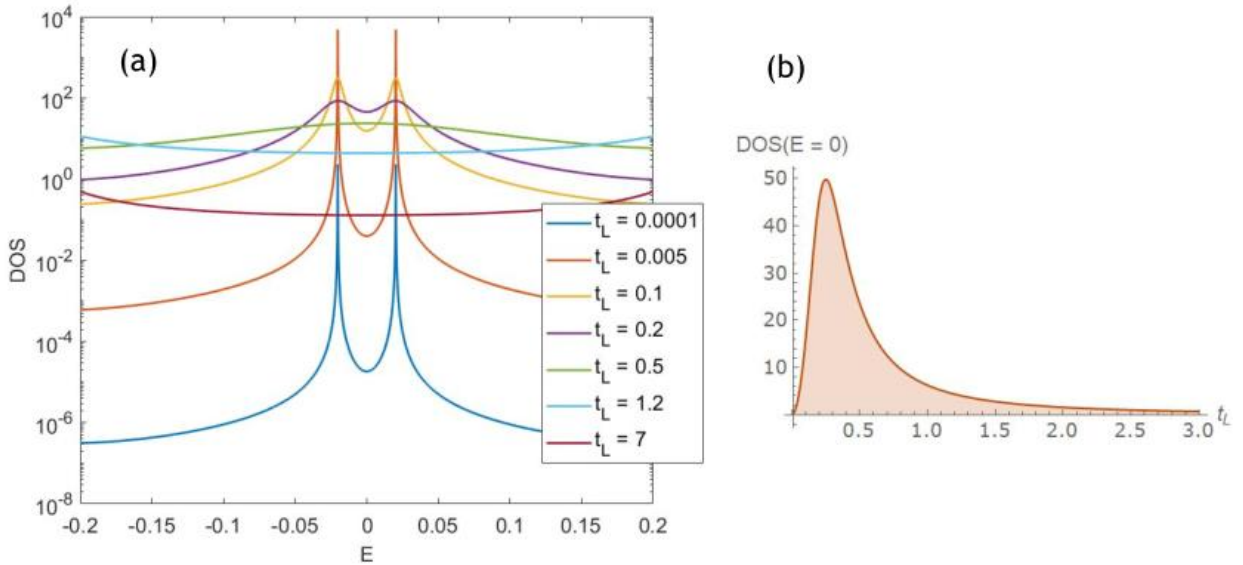 (a)
(b)
DOS
10^4
10^2
10^0
10^-2
10^-4
10^-6
10^-8
-0.2 -0.15 -0.1 -0.05 0 0.05 0.1 0.15 0.2
E
t_L = 0.0001
t_L = 0.005
t_L = 0.1
t_L = 0.2
t_L = 0.5
t_L = 1.2
t_L = 7
DOS(E = 0)
50
40
30
20
10
0.5 1.0 1.5 2.0 2.5 3.0 t_L